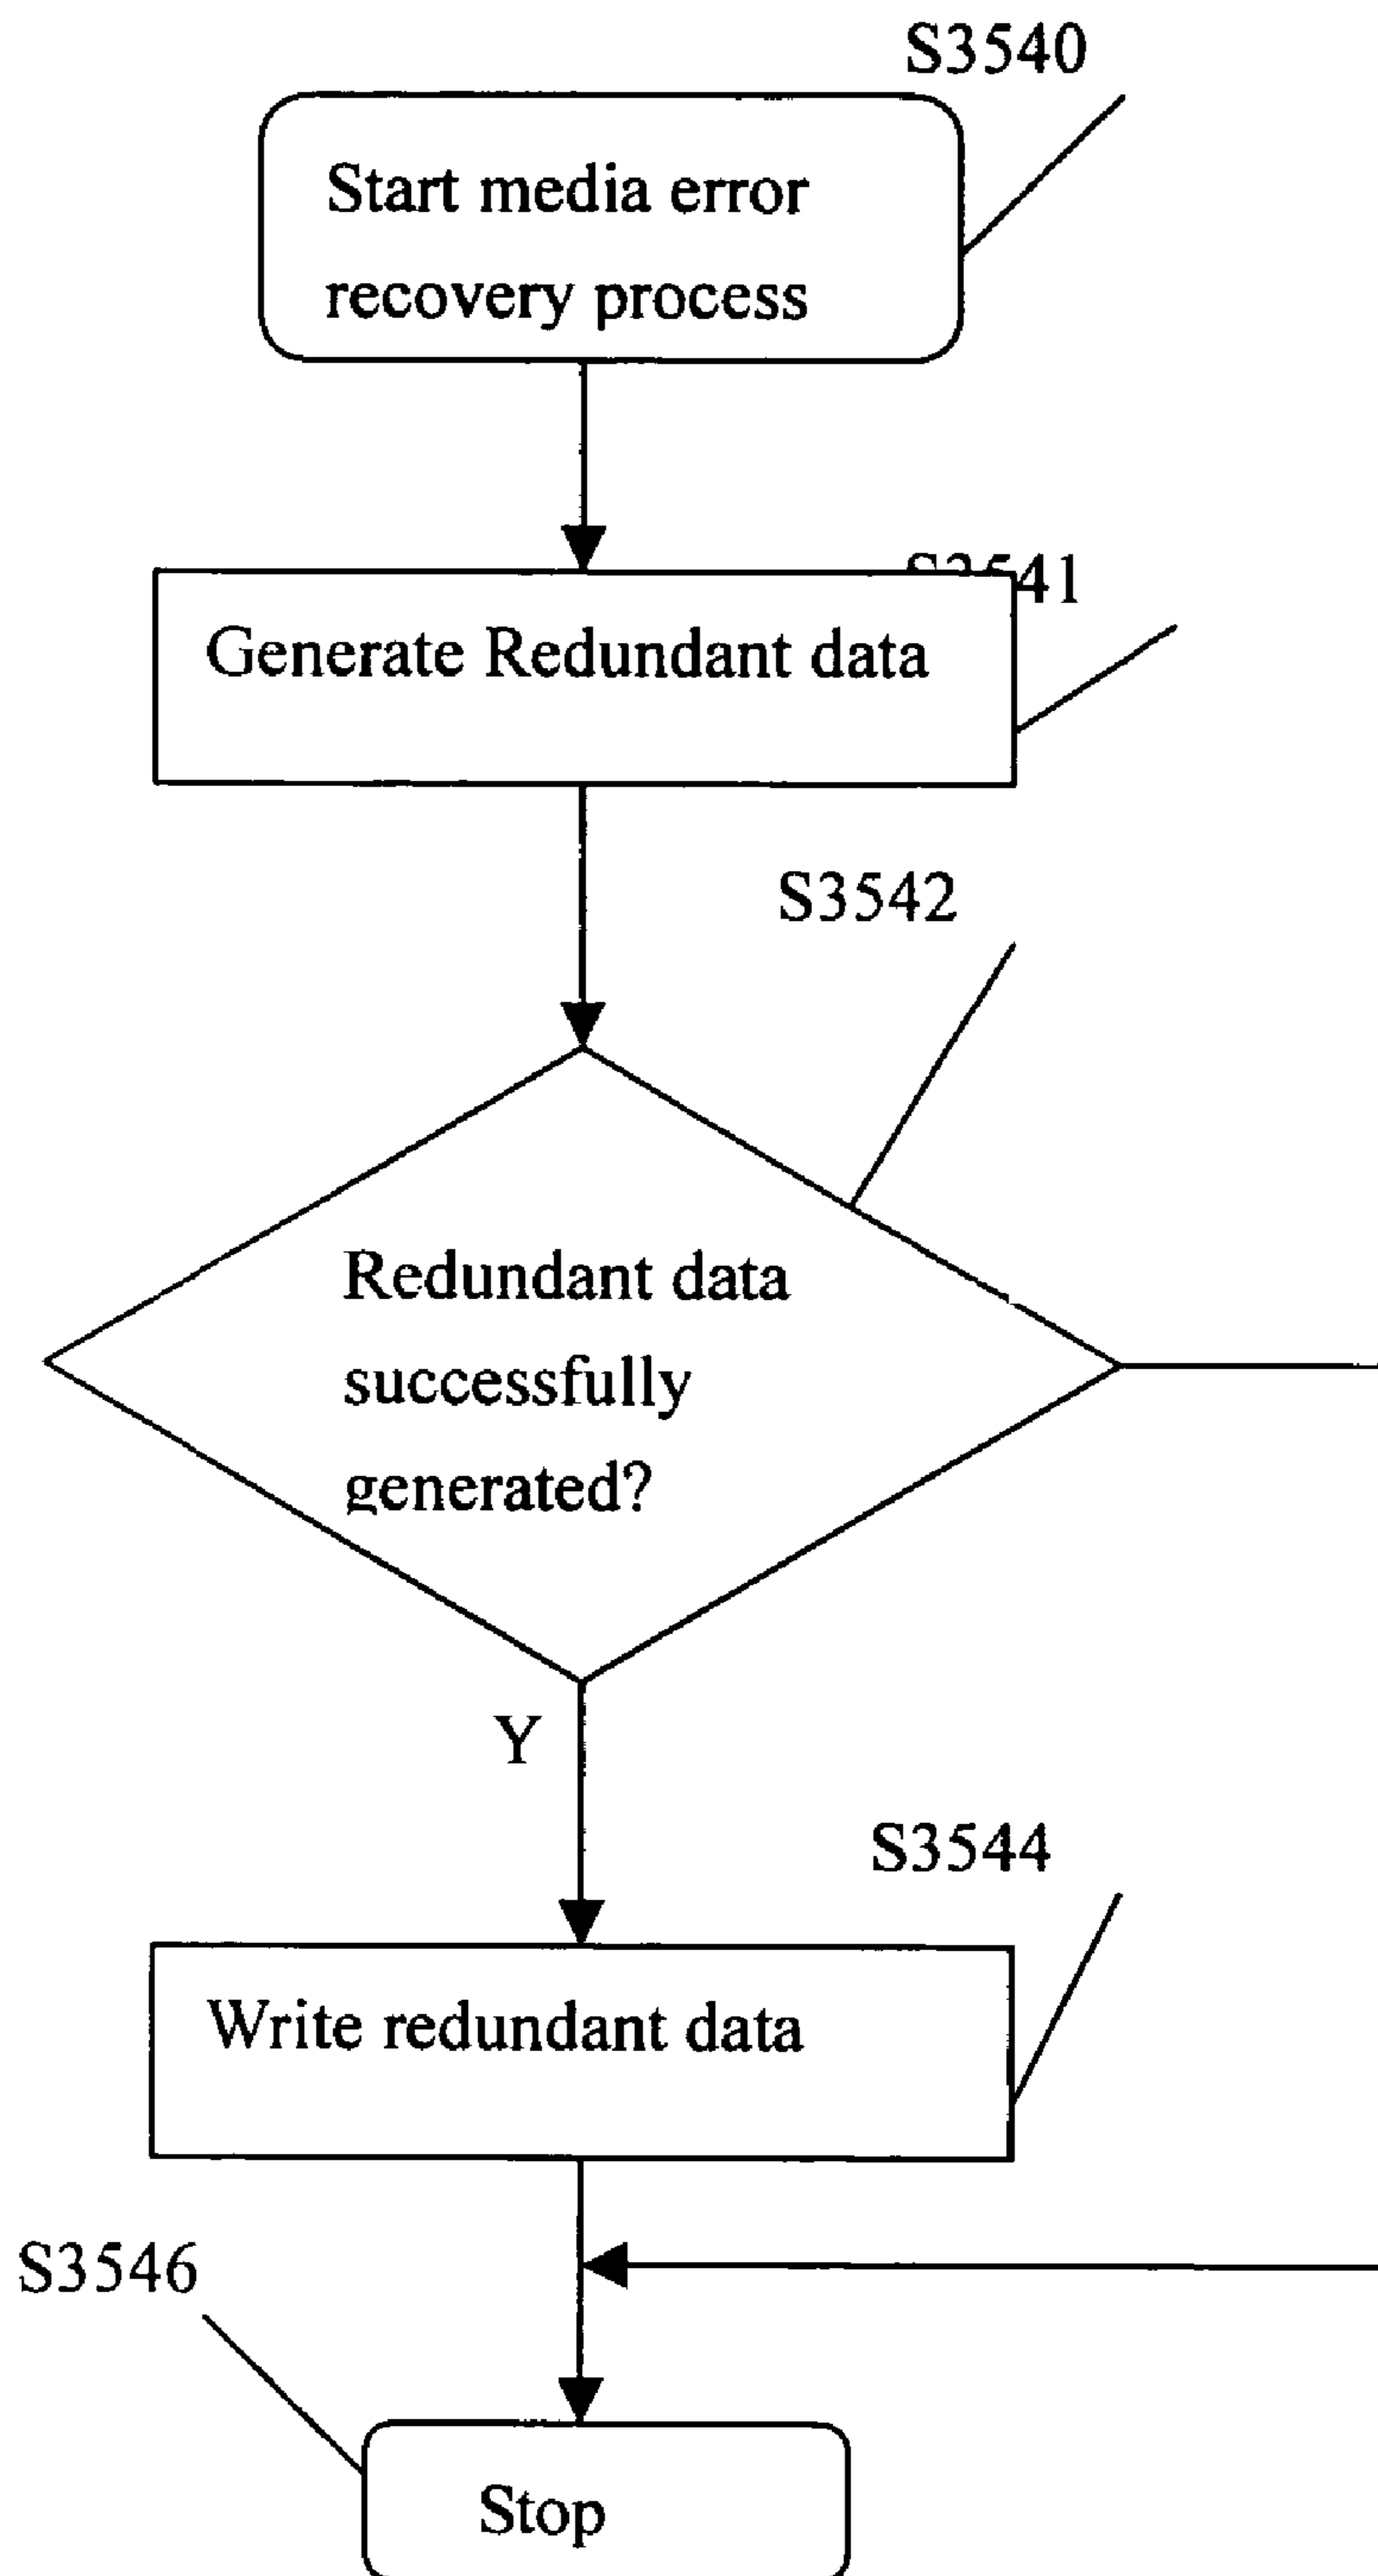 S3540
Start media error
recovery process
S3541
Generate Redundant data
S3542
Redundant data
successfully
generated?
Y
S3544
Write redundant data
S3546
Stop